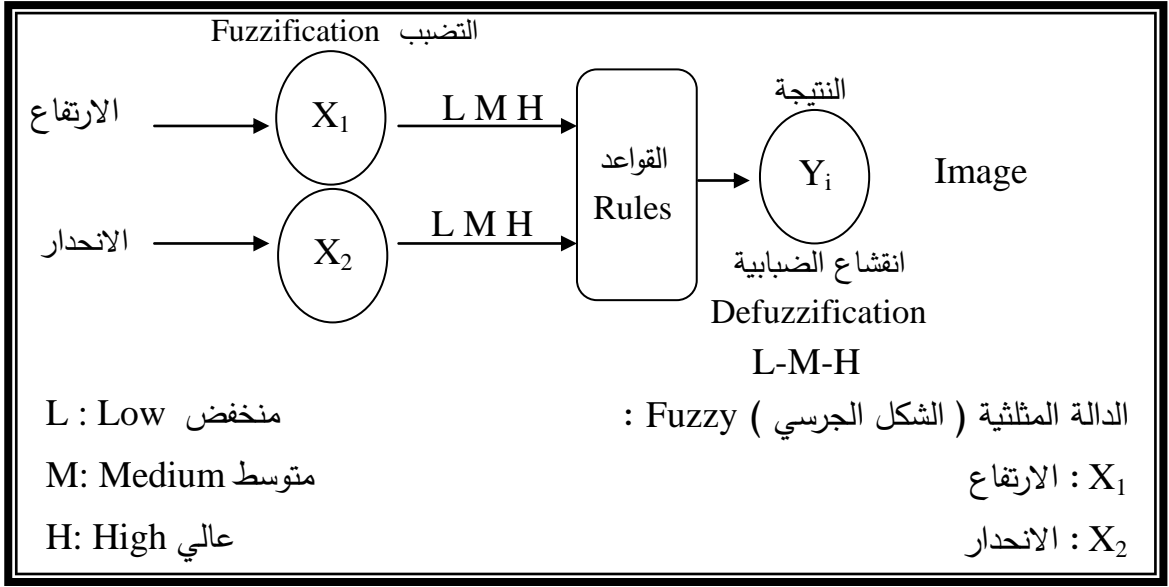 Fuzzification التضبب
الارتفاع
X₁
L M H
القواعد
Rules
النتيجة
Yᵢ
Image
الانحدار
X₂
L M H
انقشاع الضبابية
Defuzzification
L-M-H
الدالة المثلثية ( الشكل الجرسي ) Fuzzy :
L : Low منخفض
X₁ : الارتفاع
M: Medium متوسط
X₂ : الانحدار
H: High عالي